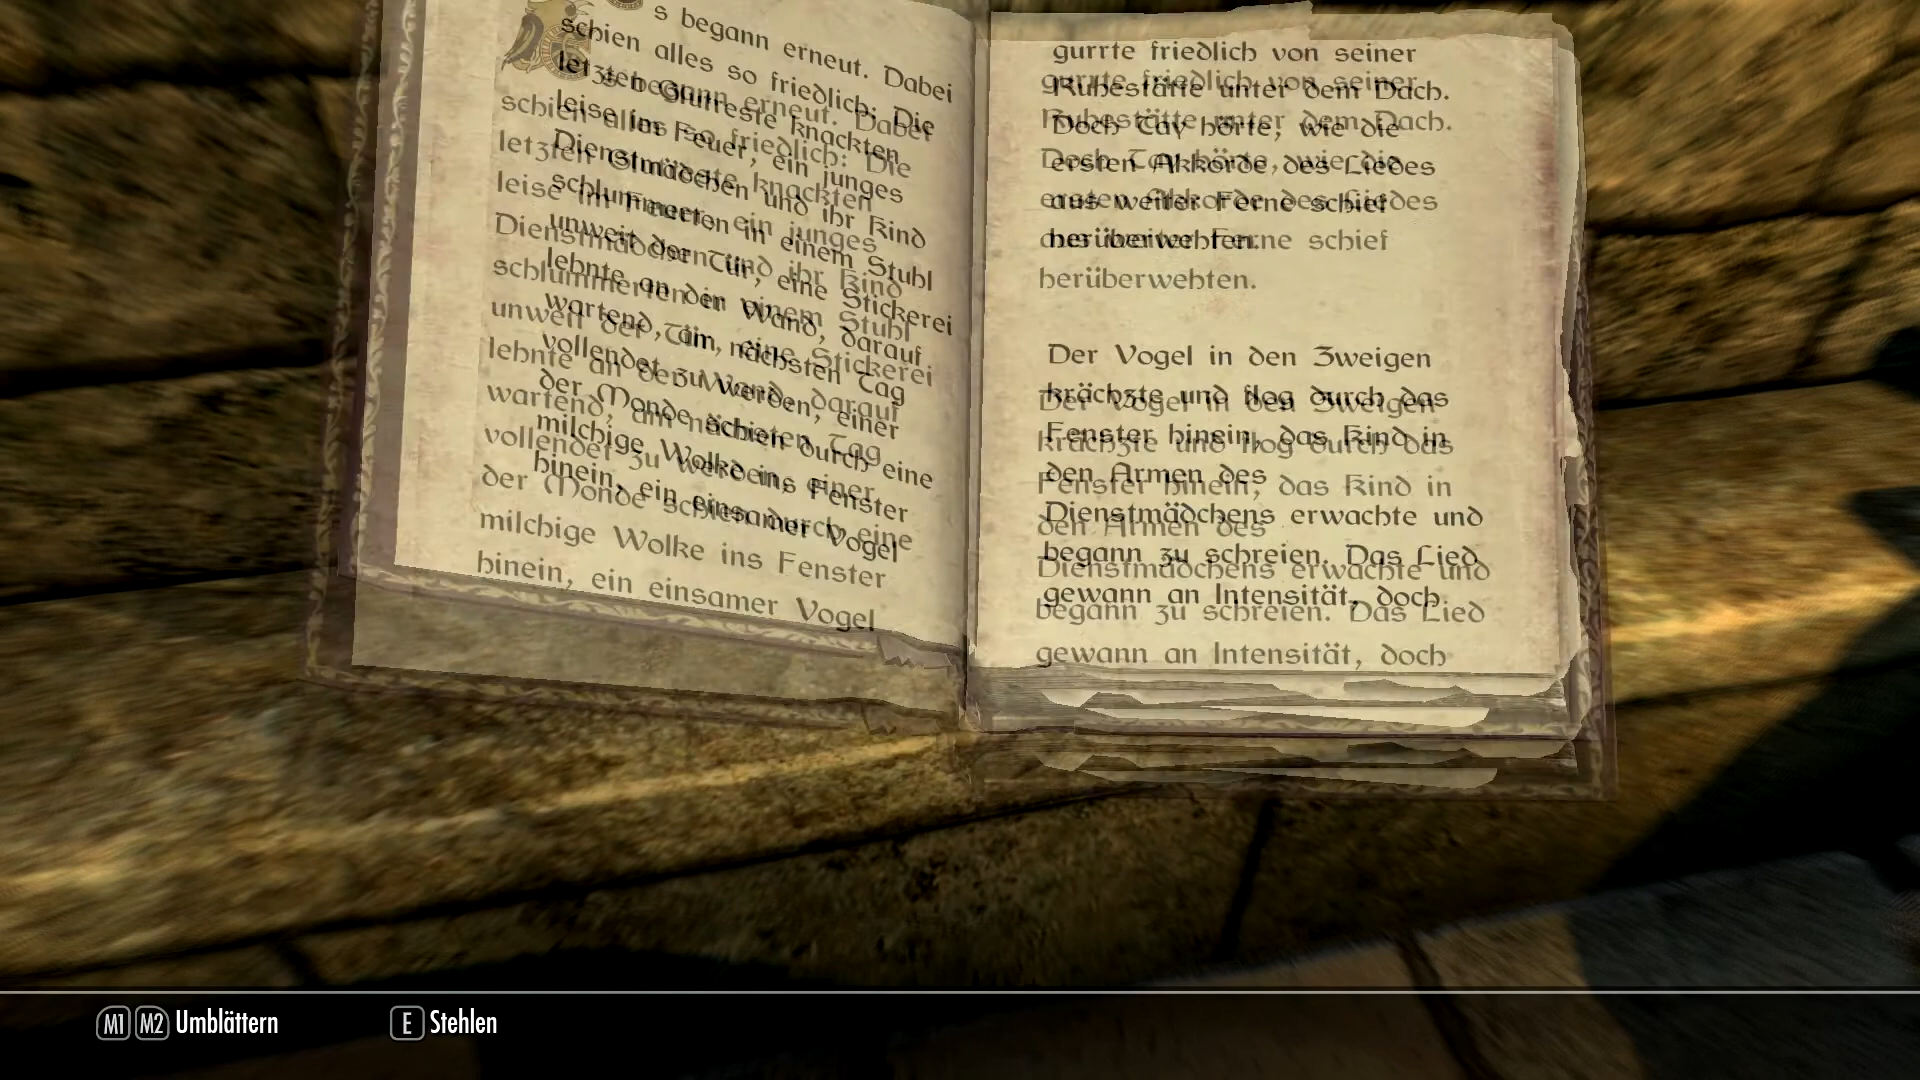 s begann erneut. Dabei
schien alles so friedlich: Die
letzten Glutreste knackten
leise im Feuer, ein junges
Dienstmädchen und ihr Kind
schlummerten in einem Stuhl
unweit der Tür, eine Stickerei
lehnte an der Wand, darauf
wartend, am nächsten Tag
vollendet zu werden, einer
der Monde schien durch eine
milchige Wolke ins Fenster
hinein, ein einsamer Vogel
gurrte friedlich von seiner
Ruhestätte unter dem Dach.
Doch Tay hörte, wie die
ersten Akkorde des Liedes
aus weiter Ferne schief
herüberwehten.
Der Vogel in den Zweigen
krächzte und flog durch das
Fenster hinein, das Kind in
den Armen des
Dienstmädchens erwachte und
begann zu schreien. Das Lied
gewann an Intensität, doch
M1 M2 Umblättern
E Stehlen